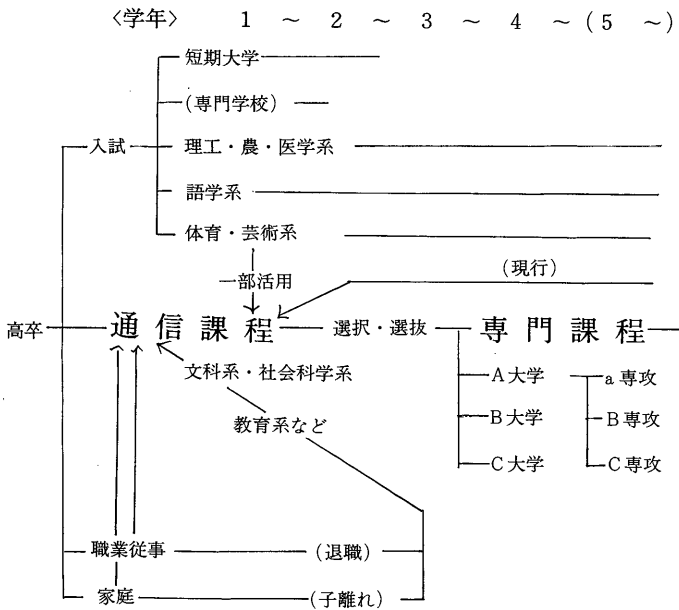 〈学年〉 1 ～ 2 ～ 3 ～ 4 ～ (5 ～)
短期大学
(専門学校)
入試 理工・農・医学系
語学系
体育・芸術系
一部活用 (現行)
高卒 通信課程 選択・選抜 専門課程
文科系・社会科学系 A大学 a専攻
教育系など B大学 B専攻
C大学 C専攻
職業従事 (退職)
家庭 (子離れ)